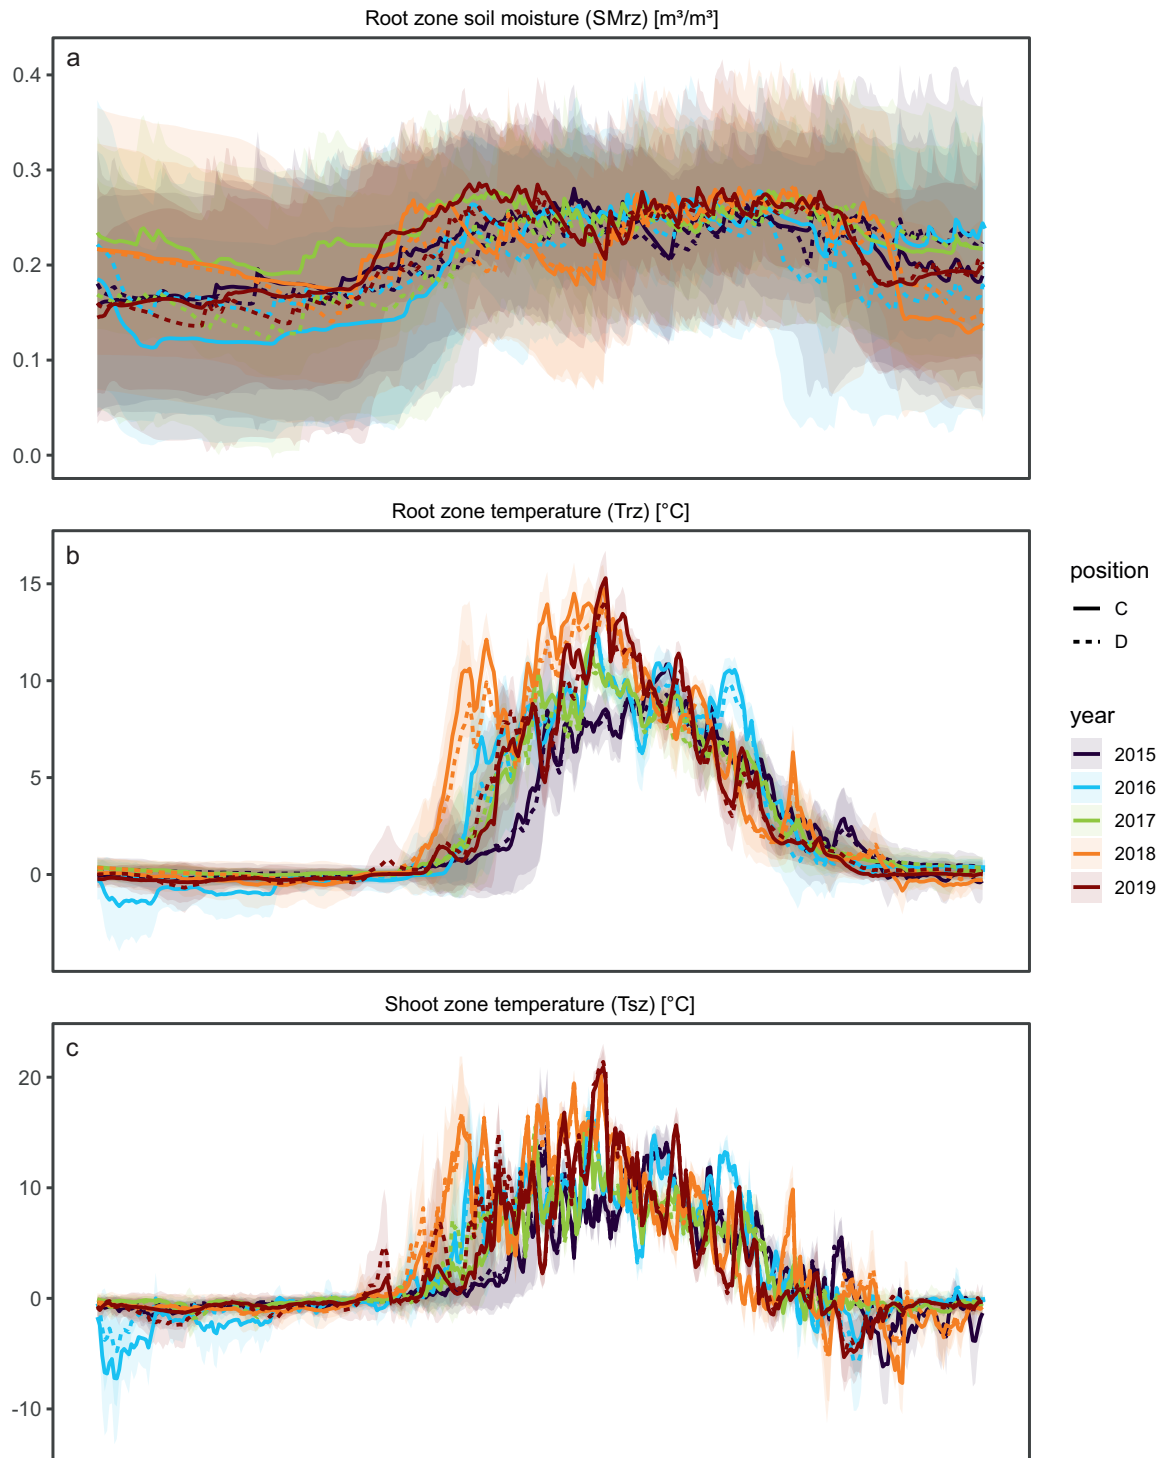 Root zone soil moisture (SMrz) [m³/m³]
a
0.4
0.3
0.2
0.1
0.0
Root zone temperature (Trz) [°C]
b
15
10
5
0
position
C
D
year
2015
2016
2017
2018
2019
Shoot zone temperature (Tsz) [°C]
c
20
10
0
-10